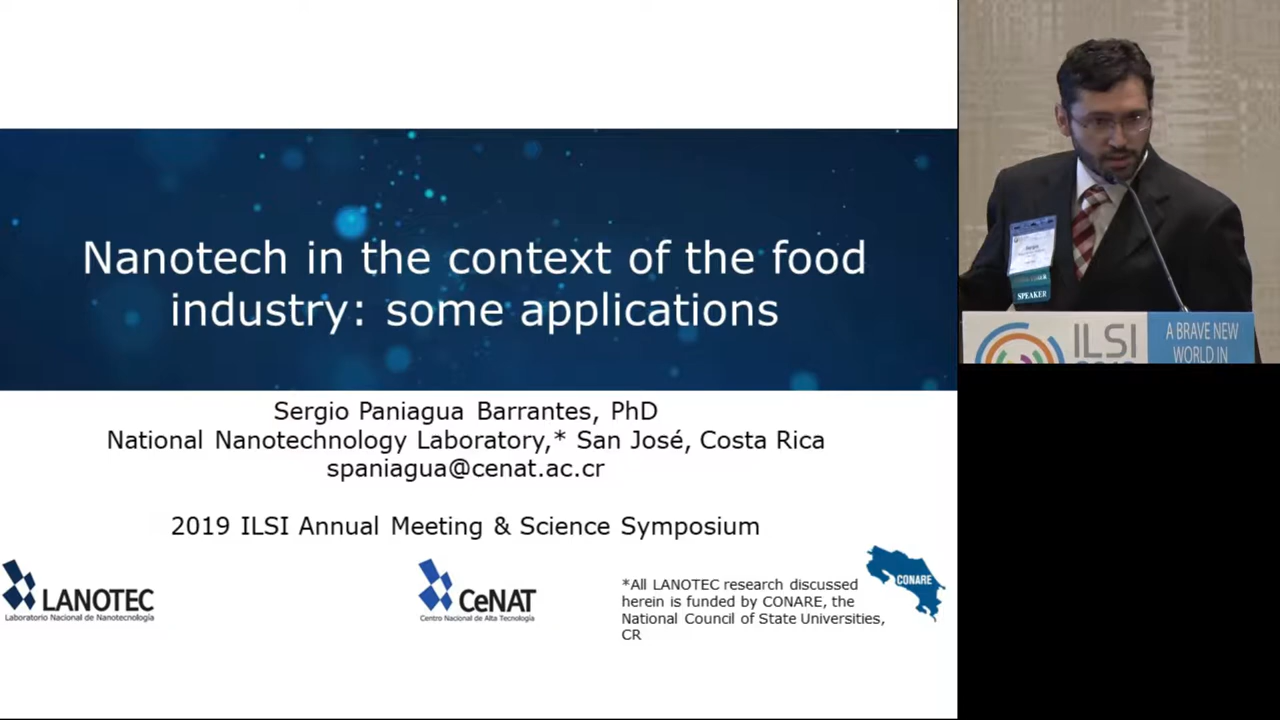 Nanotech in the context of the food
industry: some applications
Sergio Paniagua Barrantes, PhD
National Nanotechnology Laboratory,* San José, Costa Rica
spaniagua@cenat.ac.cr
2019 ILSI Annual Meeting & Science Symposium
LANOTEC
Laboratorio Nacional de Nanotecnología
CeNAT
Centro Nacional de Alta Tecnología
*All LANOTEC research discussed
herein is funded by CONARE, the
National Council of State Universities,
CR
CONARE
SPEAKER
ILSI
A BRAVE NEW
WORLD IN